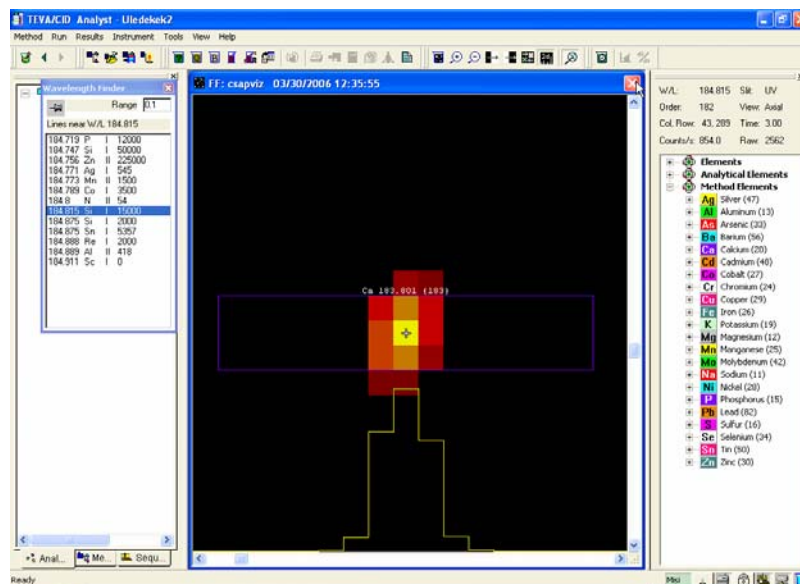 TEVA/CID Analyst - Uledekek2
Method Run Results Instrument Tools View Help
Wavelength Finder
Range 0.1
Lines near W/L 184.815
184.719 P I 12000
184.747 Si I 50000
184.756 Zn II 225000
184.771 Ag I 545
184.773 Mn II 1500
184.789 Co I 3500
184.8 N II 54
184.815 Si I 15000
184.875 Si I 2000
184.875 Sn I 5357
184.888 Re I 2000
184.889 Al II 418
184.911 Sc I 0
Anal... Me... Sequ...
Ready
FF: csapviz 03/30/2006 12:35:55
Ca 183.801 (183)
W/L: 184.815 Slit: UV
Order: 182 View: Axial
Col, Row: 43, 289 Time: 3.00
Counts/s: 854.0 Raw: 2562
Elements
Analytical Elements
Method Elements
Ag Silver (47)
Al Aluminum (13)
As Arsenic (33)
Ba Barium (56)
Ca Calcium (20)
Cd Cadmium (48)
Co Cobalt (27)
Cr Chromium (24)
Cu Copper (29)
Fe Iron (26)
K Potassium (19)
Mg Magnesium (12)
Mn Manganese (25)
Mo Molybdenum (42)
Na Sodium (11)
Ni Nickel (28)
P Phosphorus (15)
Pb Lead (82)
S Sulfur (16)
Se Selenium (34)
Sn Tin (50)
Zn Zinc (30)